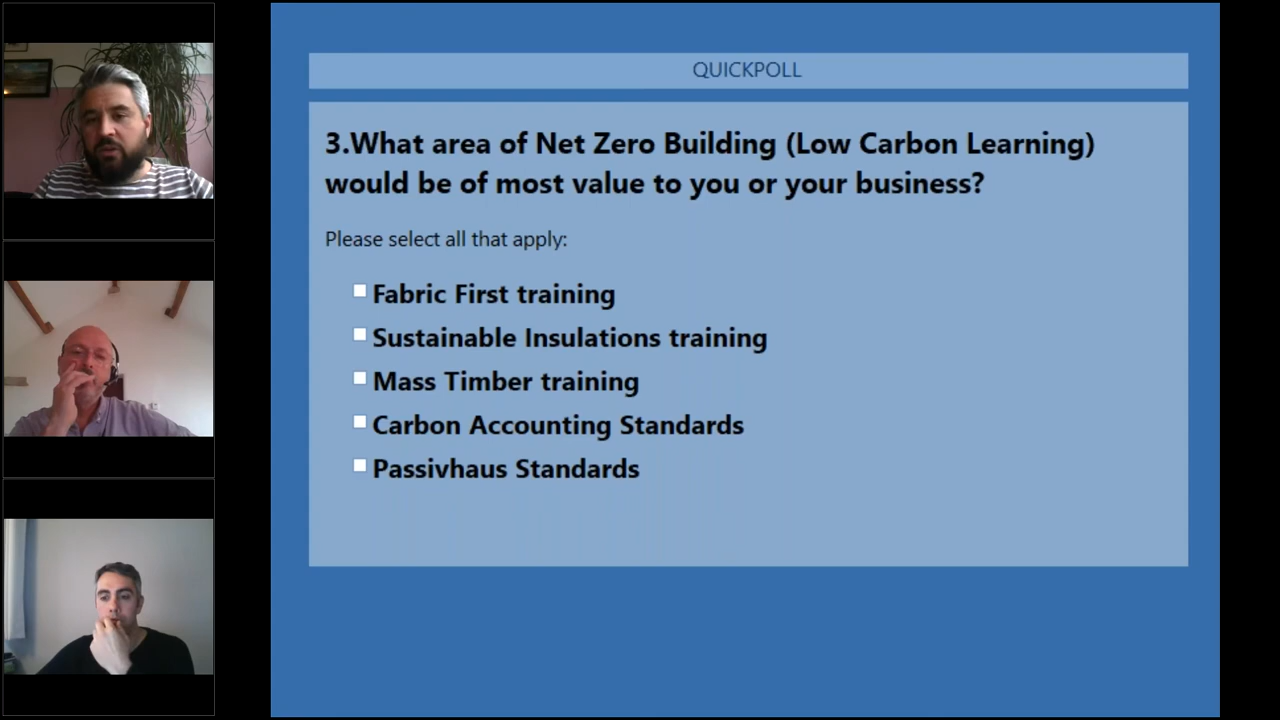 QUICKPOLL
3.What area of Net Zero Building (Low Carbon Learning)
would be of most value to you or your business?
Please select all that apply:
Fabric First training
Sustainable Insulations training
Mass Timber training
Carbon Accounting Standards
Passivhaus Standards